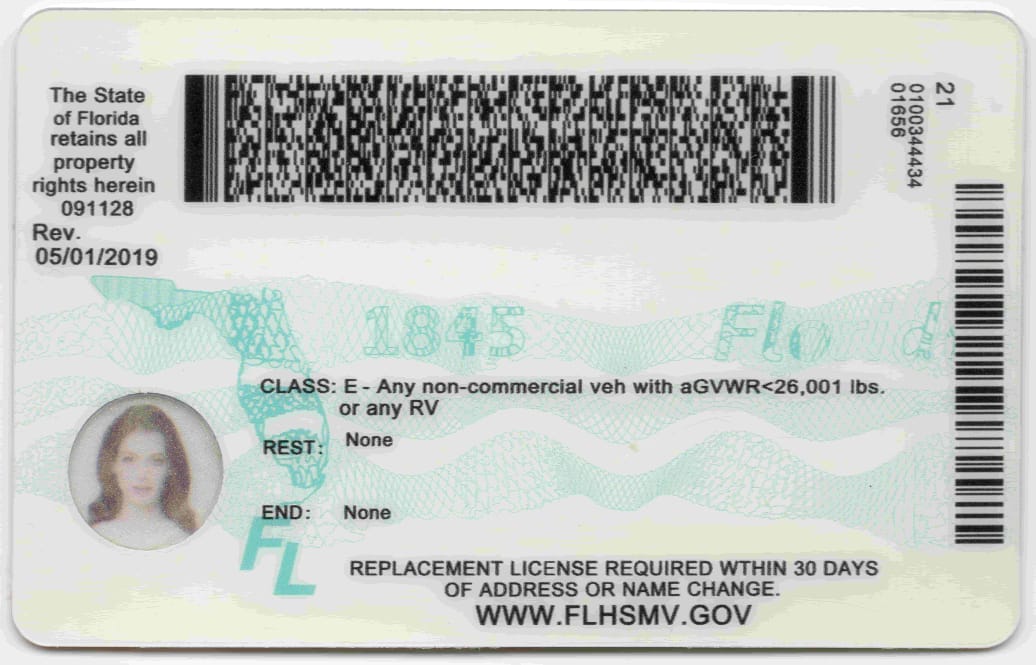 The State
of Florida
retains all
property
rights herein
091128
Rev.
05/01/2019
21
0100344434
01656
1845
Florid
CLASS: E - Any non-commercial veh with aGVWR<26,001 lbs.
or any RV
REST: None
END: None
FL
REPLACEMENT LICENSE REQUIRED WTHIN 30 DAYS
OF ADDRESS OR NAME CHANGE.
WWW.FLHSMV.GOV